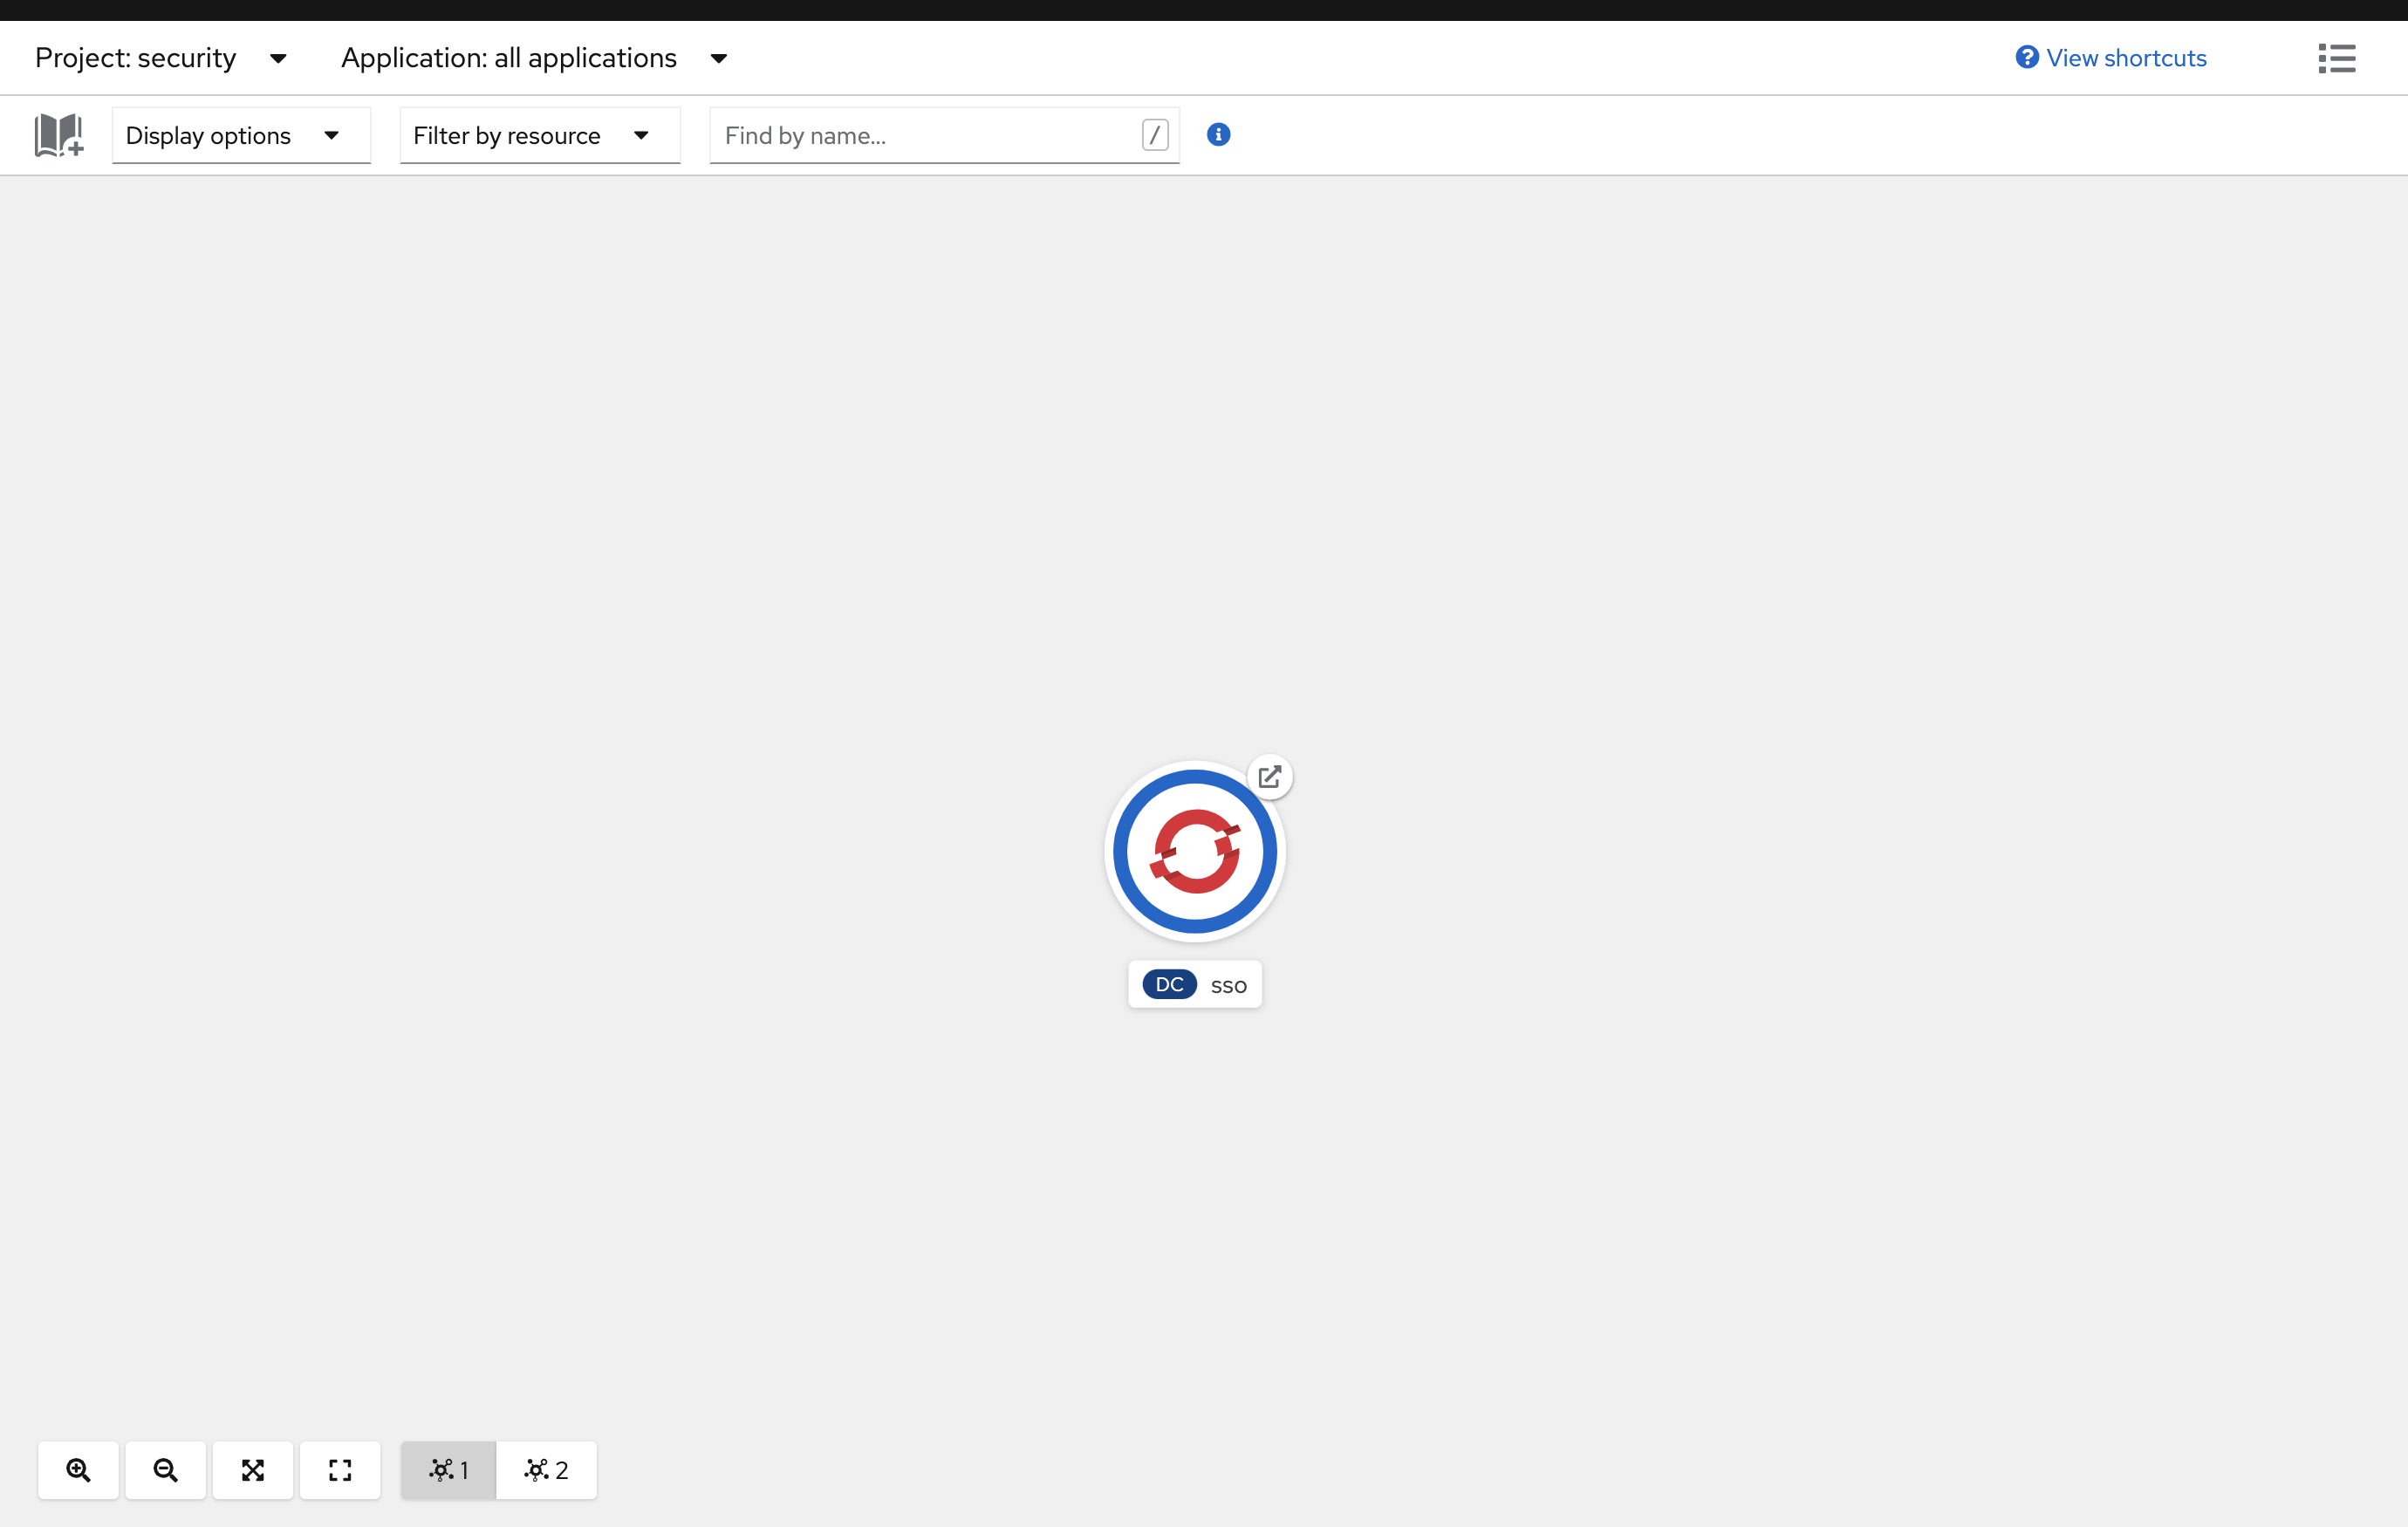 Project: security Application: all applications View shortcuts
Display options Filter by resource Find by name... /
DC sso
1 2